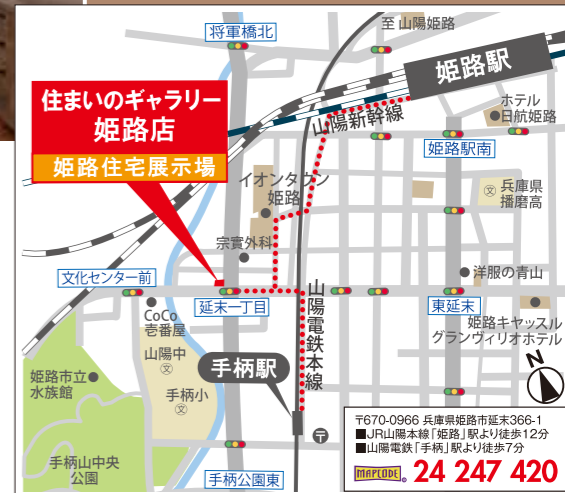 将軍橋北
至 山陽姫路
姫路駅
住まいのギャラリー
姫路店
姫路住宅展示場
山陽新幹線
ホテル
日航姫路
姫路駅南
イオンタウン
姫路
文
兵庫県
播磨高
宗實外科
文化センター前
洋服の青山
CoCo
壱番屋
延末一丁目
山陽電鉄本線
東延末
姫路キヤッスル
グランヴィリオホテル
山陽中
文
手柄駅
姫路市立
水族館
手柄小
文
N
〒
手柄山中央
公園
手柄公園東
〒670-0966 兵庫県姫路市延末366-1
■JR山陽本線「姫路」駅より徒歩12分
■山陽電鉄「手柄」駅より徒歩7分
MAPCODE® 24 247 420